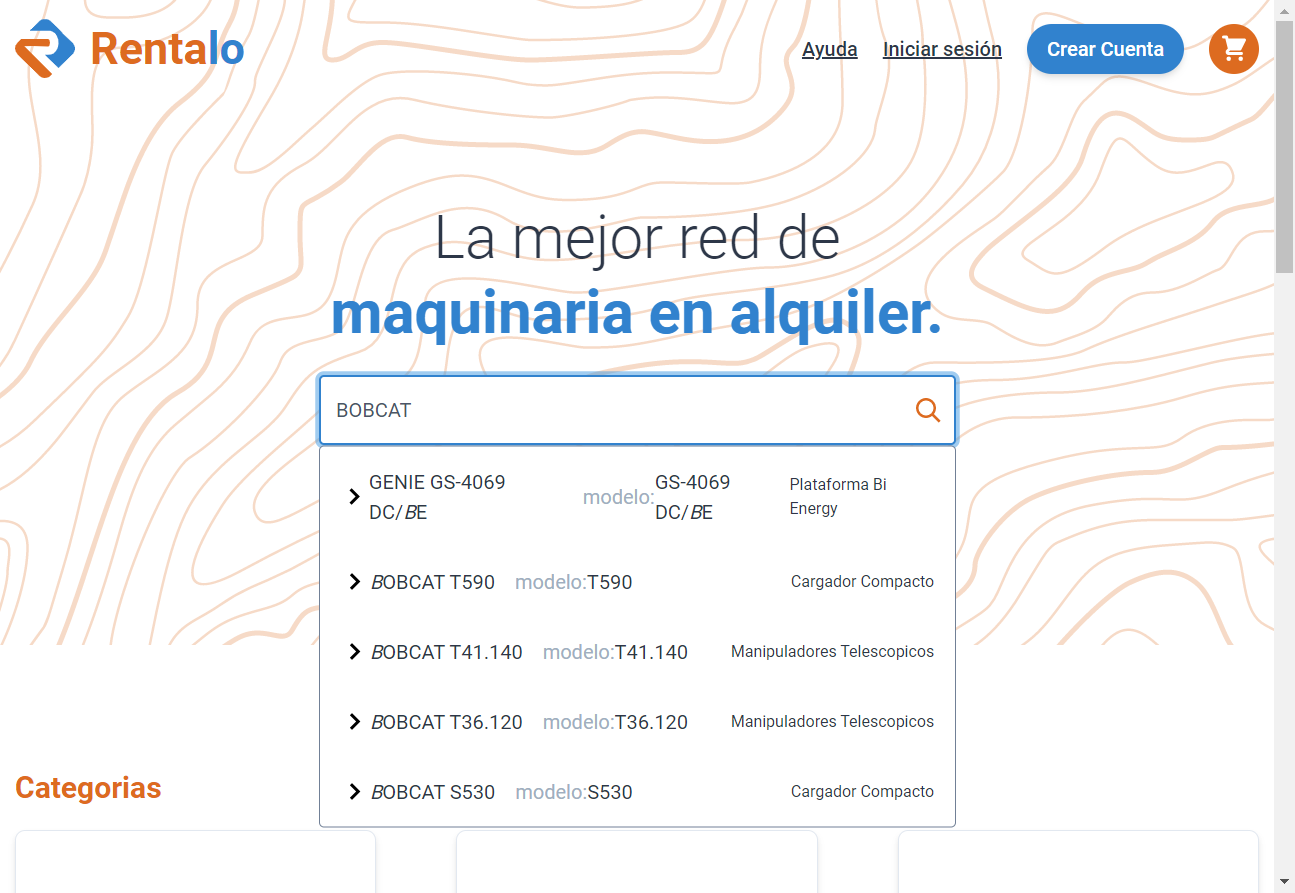 Rentalo
Ayuda
Iniciar sesión
Crear Cuenta
La mejor red de
maquinaria en alquiler.
BOBCAT
GENIE GS-4069
DC/BE
modelo:
GS-4069
DC/BE
Plataforma Bi
Energy
BOBCAT T590 modelo:T590 Cargador Compacto
BOBCAT T41.140 modelo:T41.140 Manipuladores Telescopicos
BOBCAT T36.120 modelo:T36.120 Manipuladores Telescopicos
BOBCAT S530 modelo:S530 Cargador Compacto
Categorias